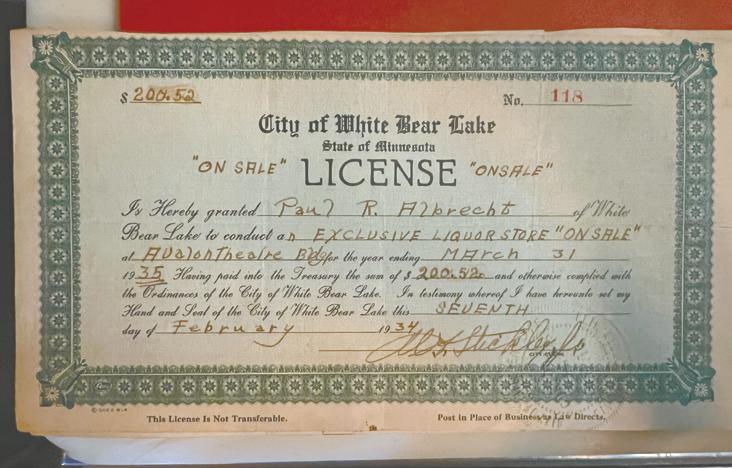 $ 200.52 No. 118
City of White Bear Lake
State of Minnesota
"ON SALE" LICENSE "ONSALE"
Is Hereby granted Paul R. Albrecht of White
Bear Lake to conduct an EXCLUSIVE LIQUOR STORE "ON SALE"
at Avalon Theatre Bldg for the year ending MArch 31
1935 Having paid into the Treasury the sum of $ 200.52 and otherwise complied with
the Ordinances of the City of White Bear Lake. In testimony whereof I have hereunto set my
Hand and Seal of the City of White Bear Lake this SEVENTH
day of February 1934
This License Is Not Transferable. Post in Place of Business as Law Directs.